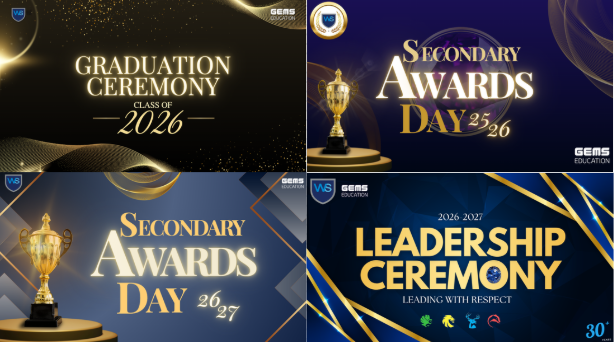 WS
GEMS
EDUCATION
GRADUATION
CEREMONY
CLASS OF
2026
SECONDARY
AWARDS
DAY 25
26
GEMS
EDUCATION
WS
GEMS
EDUCATION
SECONDARY
AWARDS
DAY 26
27
WS
GEMS
EDUCATION
2026-2027
LEADERSHIP
CEREMONY
LEADING WITH RESPECT
30+